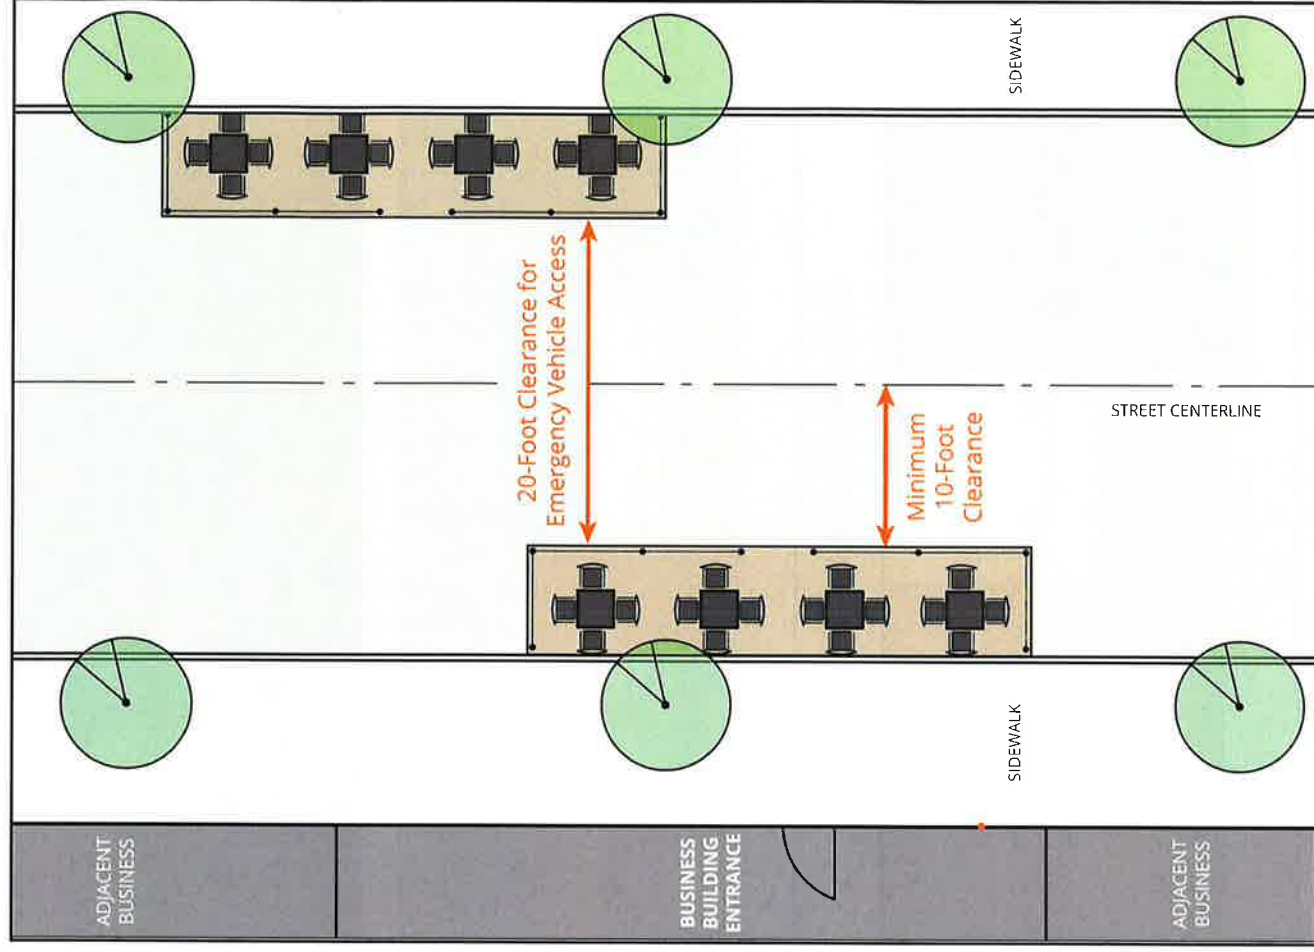 SIDEWALK
20-Foot Clearance for
Emergency Vehicle Access
STREET CENTERLINE
Minimum
10-Foot
Clearance
SIDEWALK
ADJACENT
BUSINESS
BUSINESS
BUILDING
ENTRANCE
ADJACENT
BUSINESS